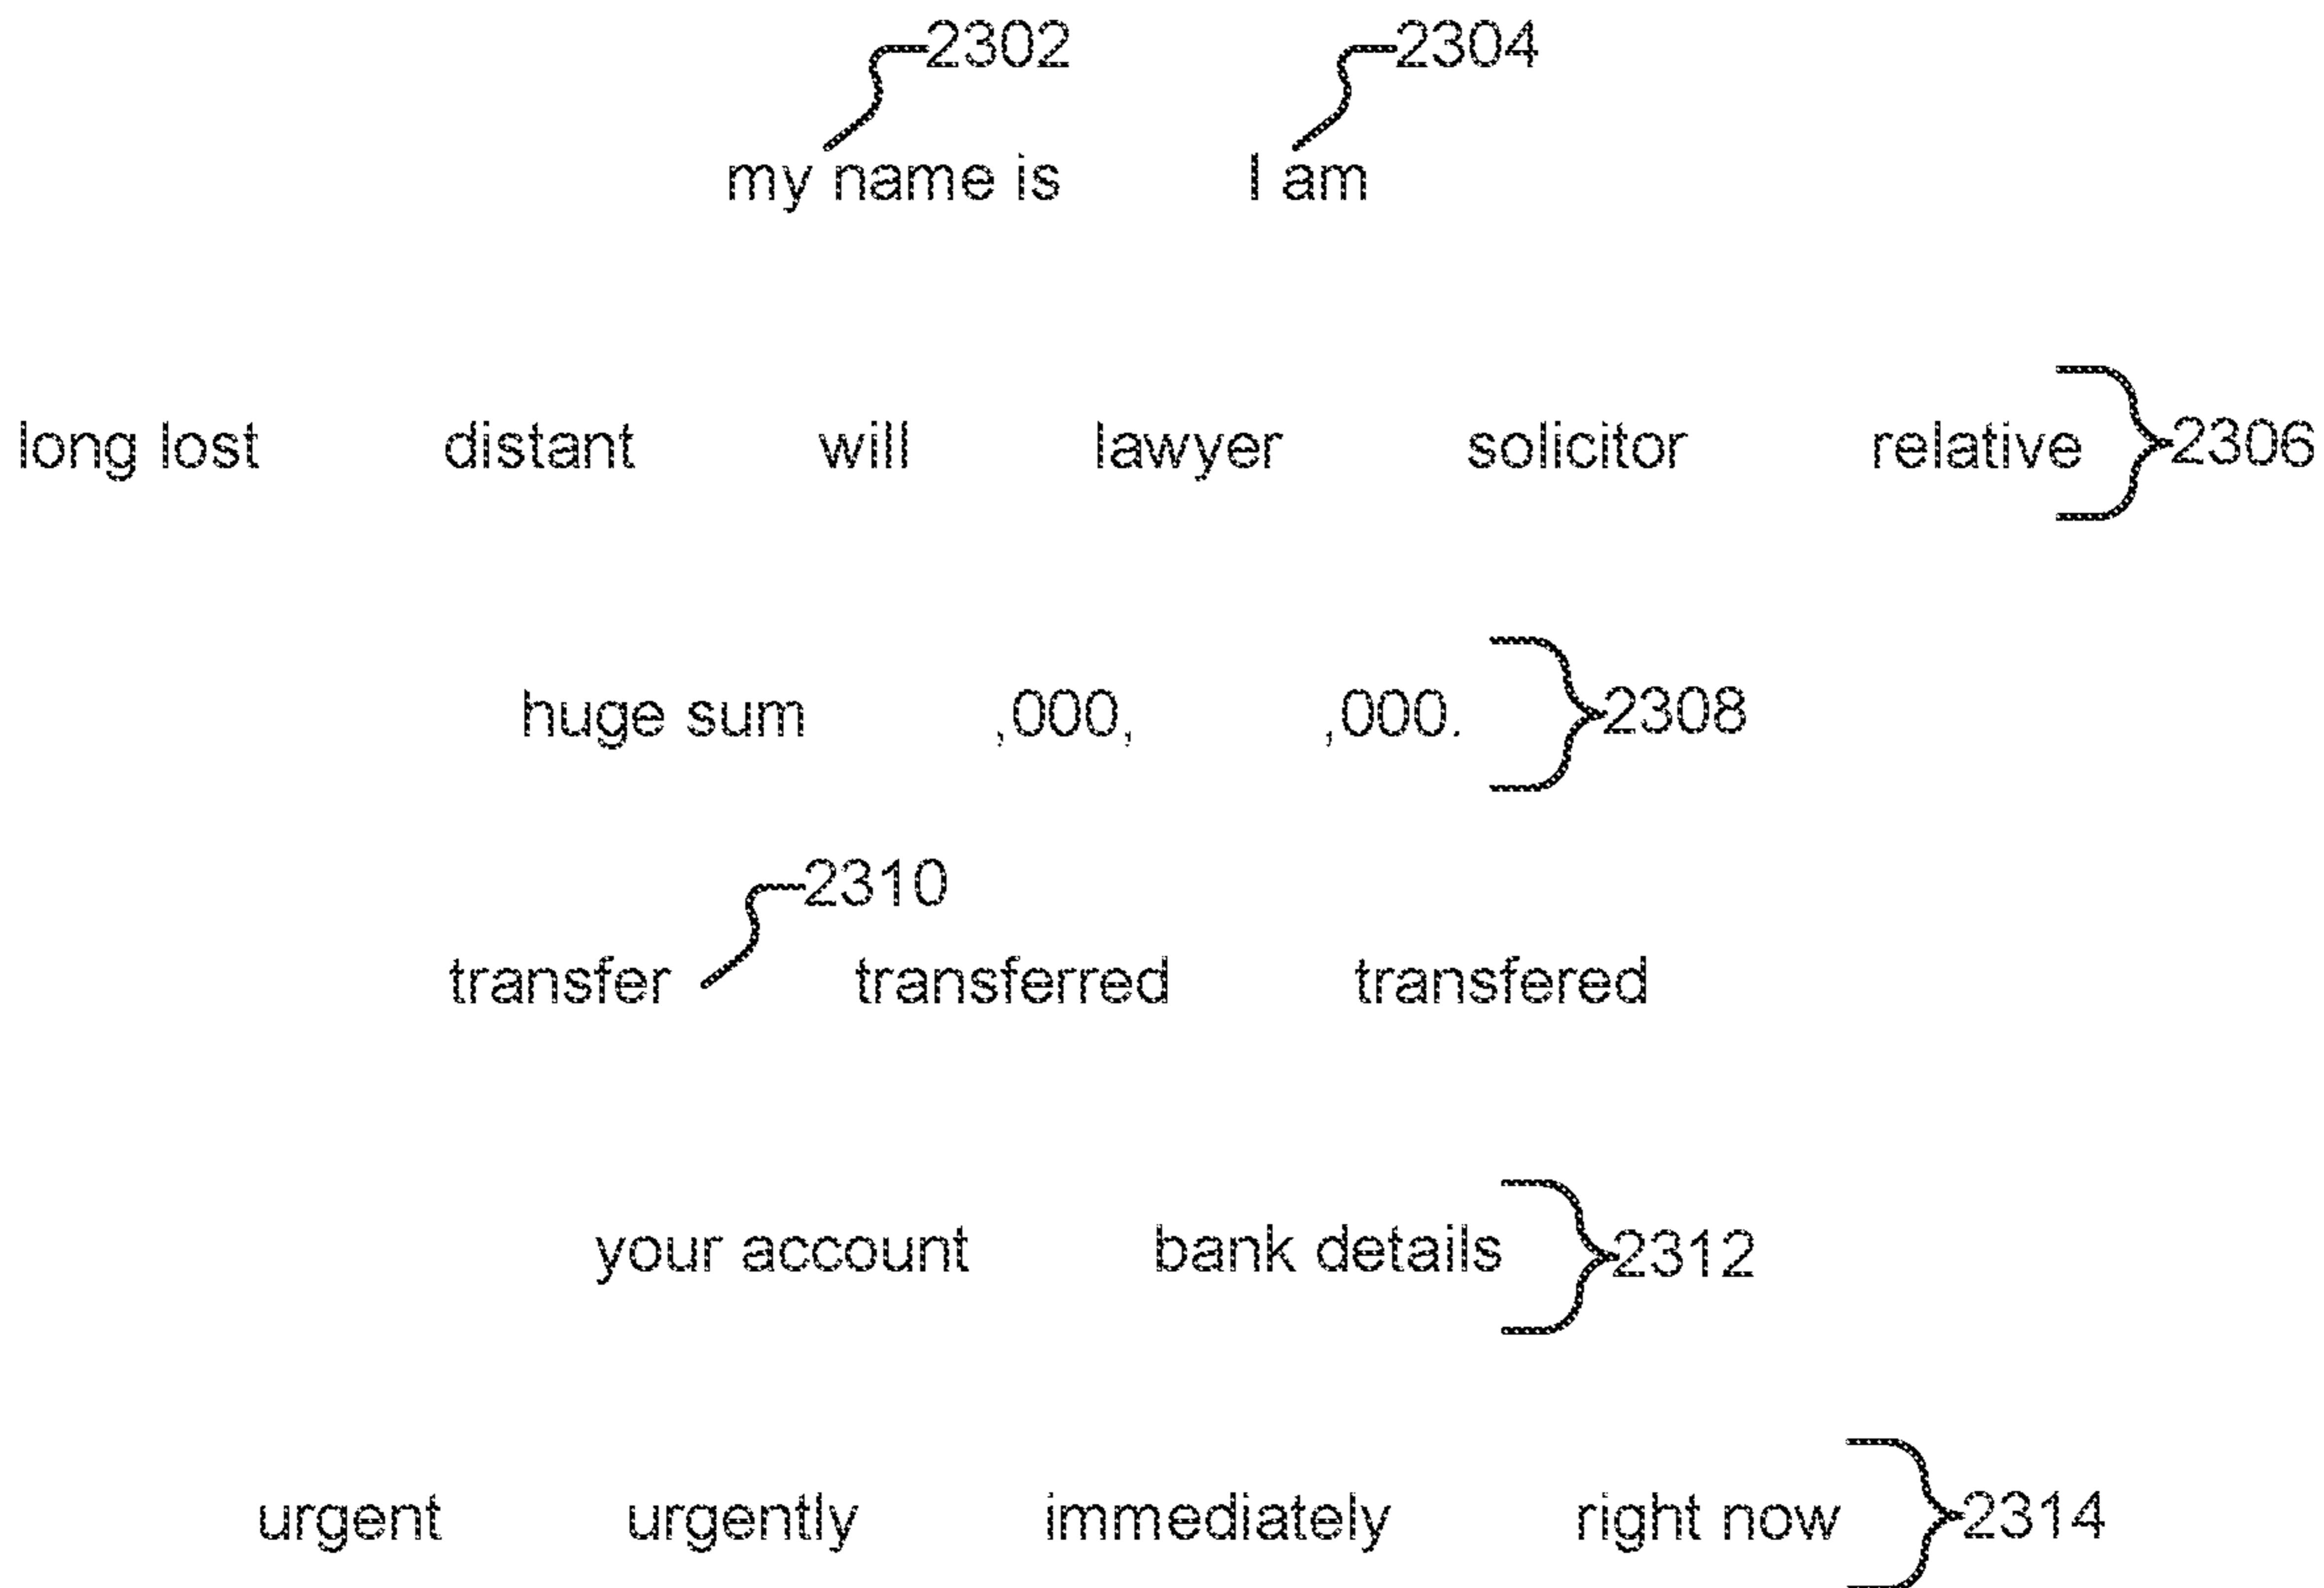 2302 2304
my name is I am
long lost distant will lawyer solicitor relative 2306
huge sum ,000, ,000. 2308
2310
transfer transferred transfered
your account bank details 2312
urgent urgently immediately right now 2314